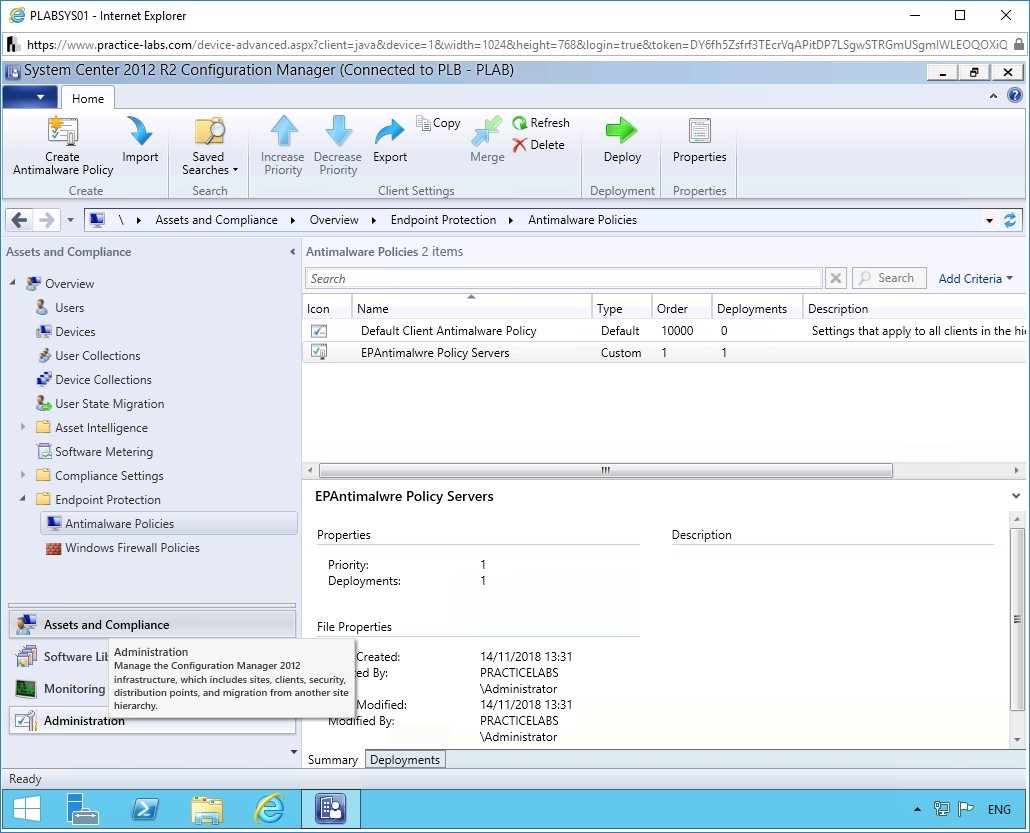 PLABSYS01 - Internet Explorer
https://www.practice-labs.com/device-advanced.aspx?client=java&device=1&width=1024&height=768&login=true&token=DY6fh5Zsfrf3TEcrVqAPitDP7LSgwSTRGmUSgmIWLEOQOXiQ
System Center 2012 R2 Configuration Manager (Connected to PLB - PLAB)
Home
Create Antimalware Policy
Import
Saved Searches
Increase Priority
Decrease Priority
Export
Copy
Merge
Refresh
Delete
Deploy
Properties
Create
Search
Client Settings
Deployment
Properties
\ Assets and Compliance Overview Endpoint Protection Antimalware Policies
Assets and Compliance
Overview
Users
Devices
User Collections
Device Collections
User State Migration
Asset Intelligence
Software Metering
Compliance Settings
Endpoint Protection
Antimalware Policies
Windows Firewall Policies
Assets and Compliance
Software Lib
Monitoring
Administration
Administration
Manage the Configuration Manager 2012
infrastructure, which includes sites, clients, security,
distribution points, and migration from another site
hierarchy.
Antimalware Policies 2 items
Search
Search
Add Criteria
Icon Name Type Order Deployments Description
Default Client Antimalware Policy Default 10000 0 Settings that apply to all clients in the hi
EPAntimalwre Policy Servers Custom 1 1
EPAntimalwre Policy Servers
Properties
Description
Priority: 1
Deployments: 1
File Properties
Created: 14/11/2018 13:31
ed By: PRACTICELABS
\Administrator
Modified: 14/11/2018 13:31
Modified By: PRACTICELABS
\Administrator
Summary Deployments
Ready
ENG